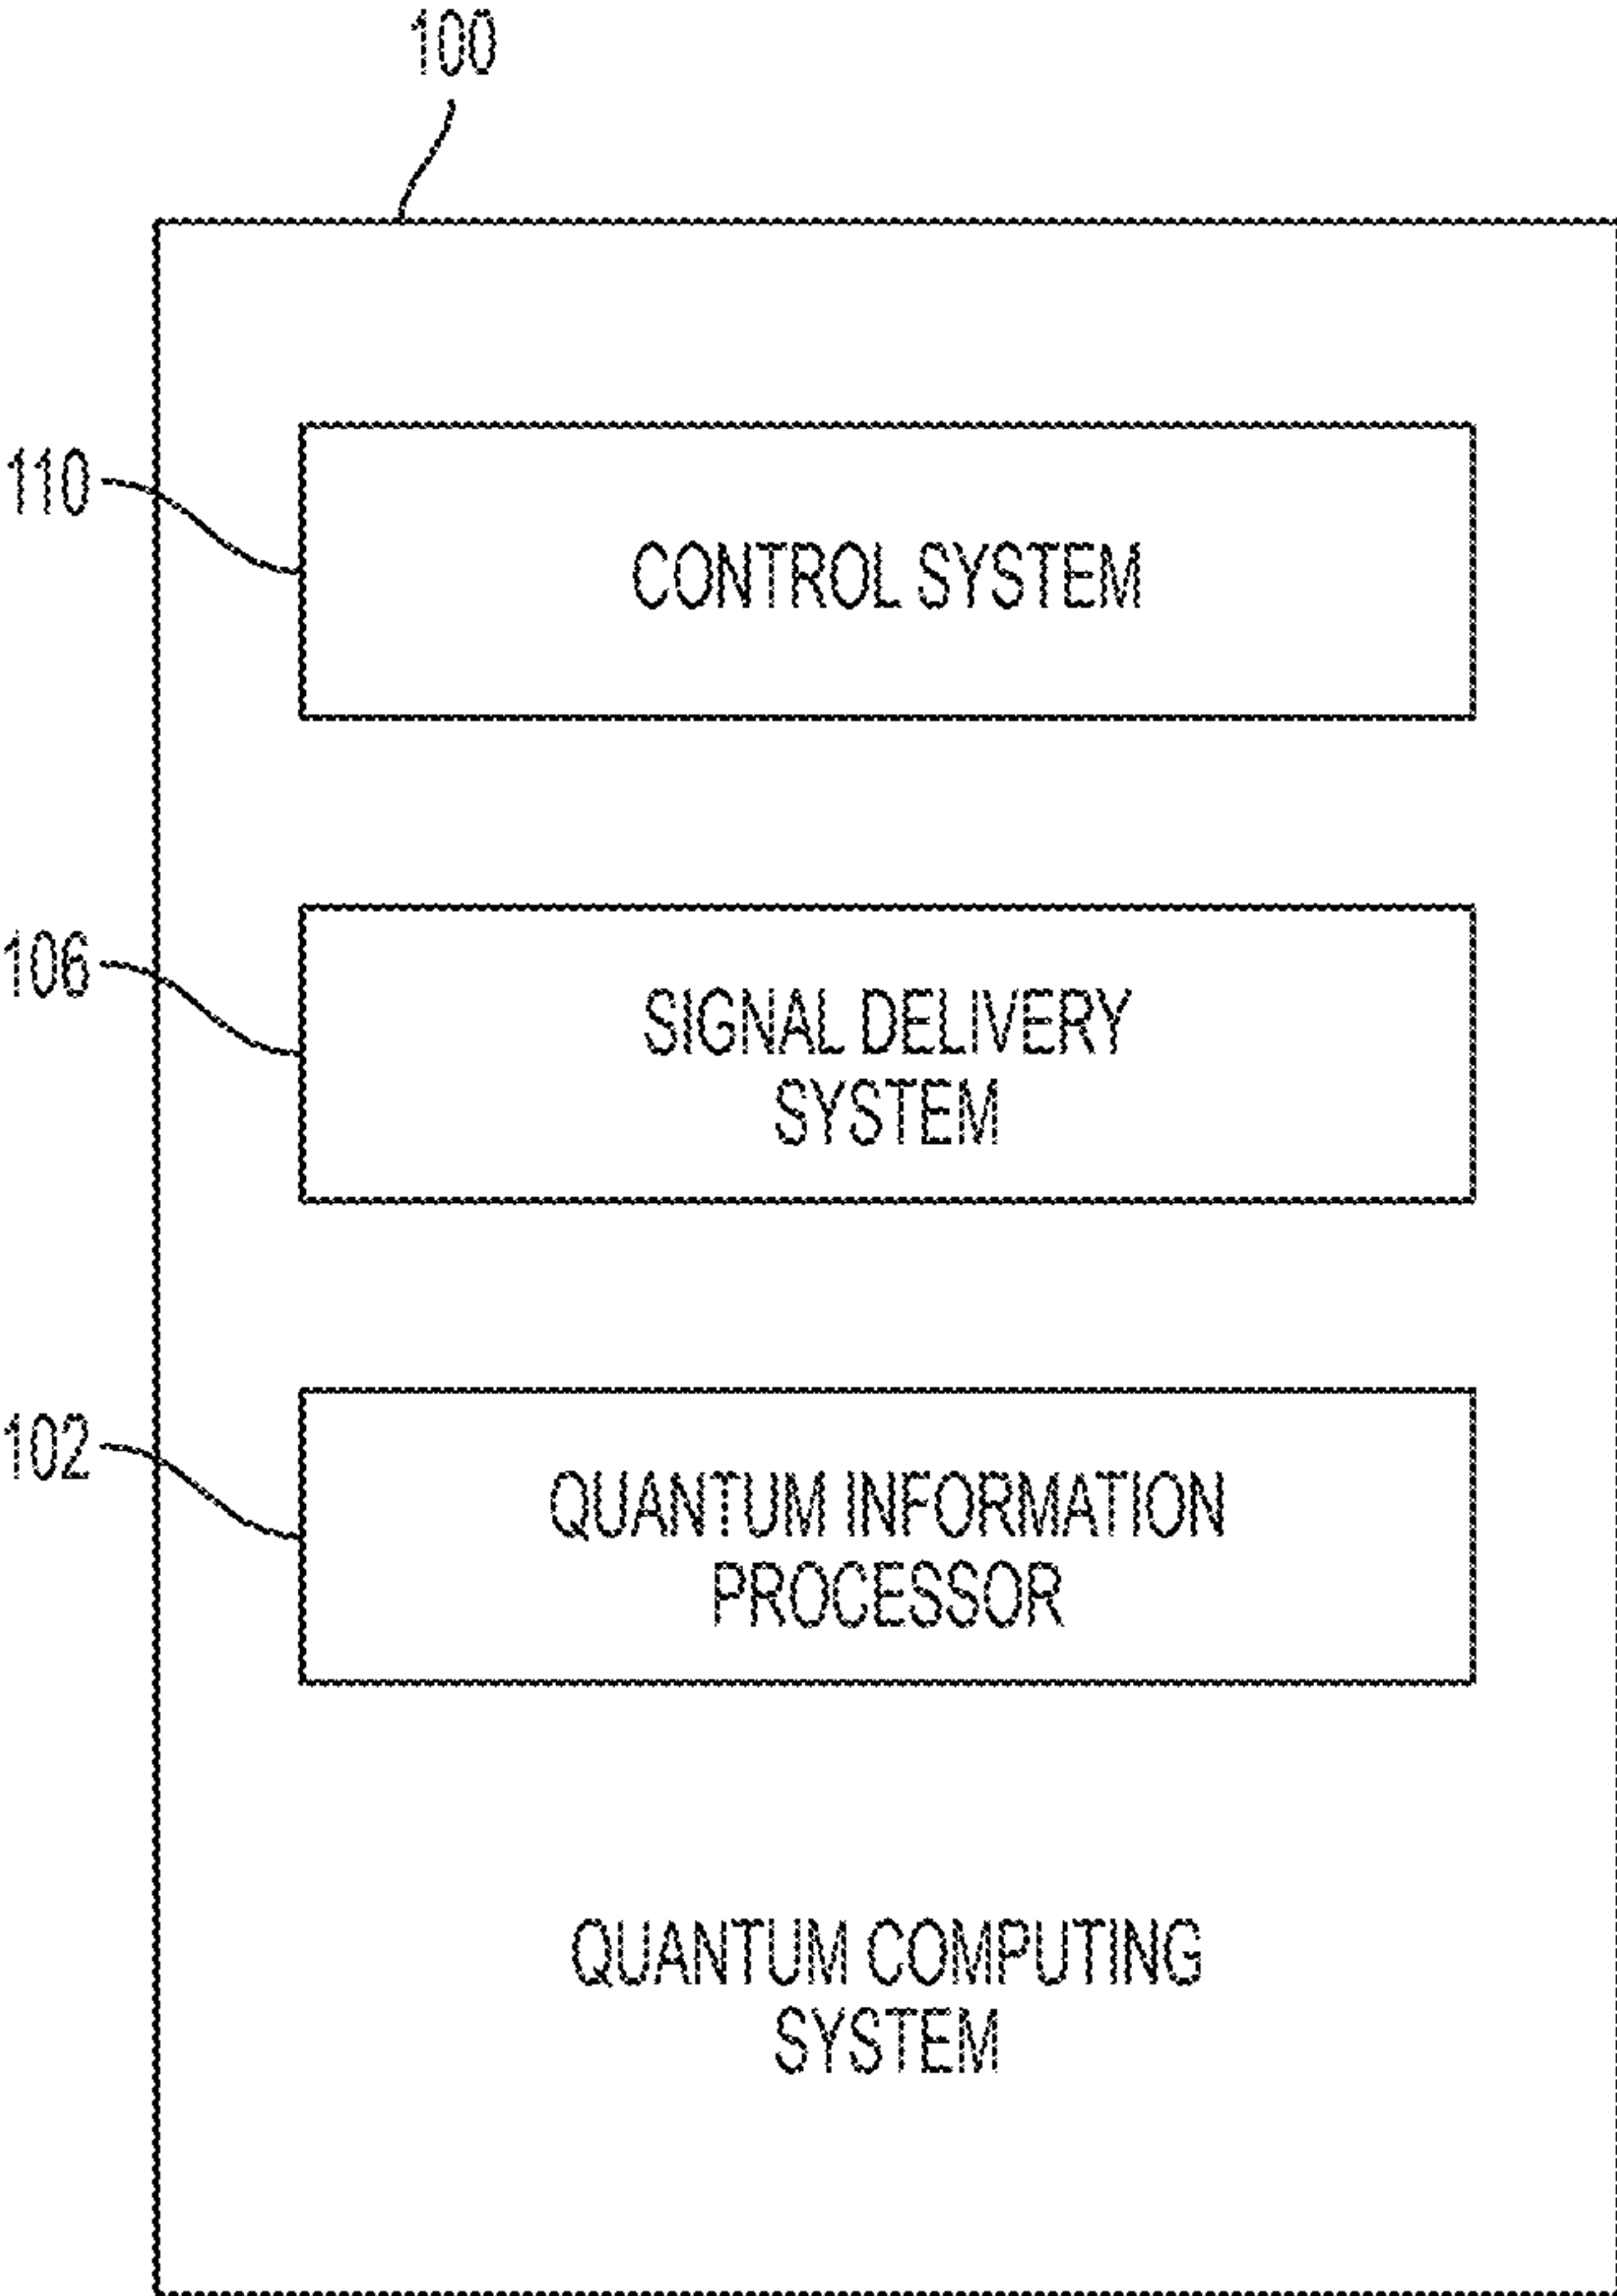 100
110
CONTROL SYSTEM
106
SIGNAL DELIVERY
SYSTEM
102
QUANTUM INFORMATION
PROCESSOR
QUANTUM COMPUTING
SYSTEM